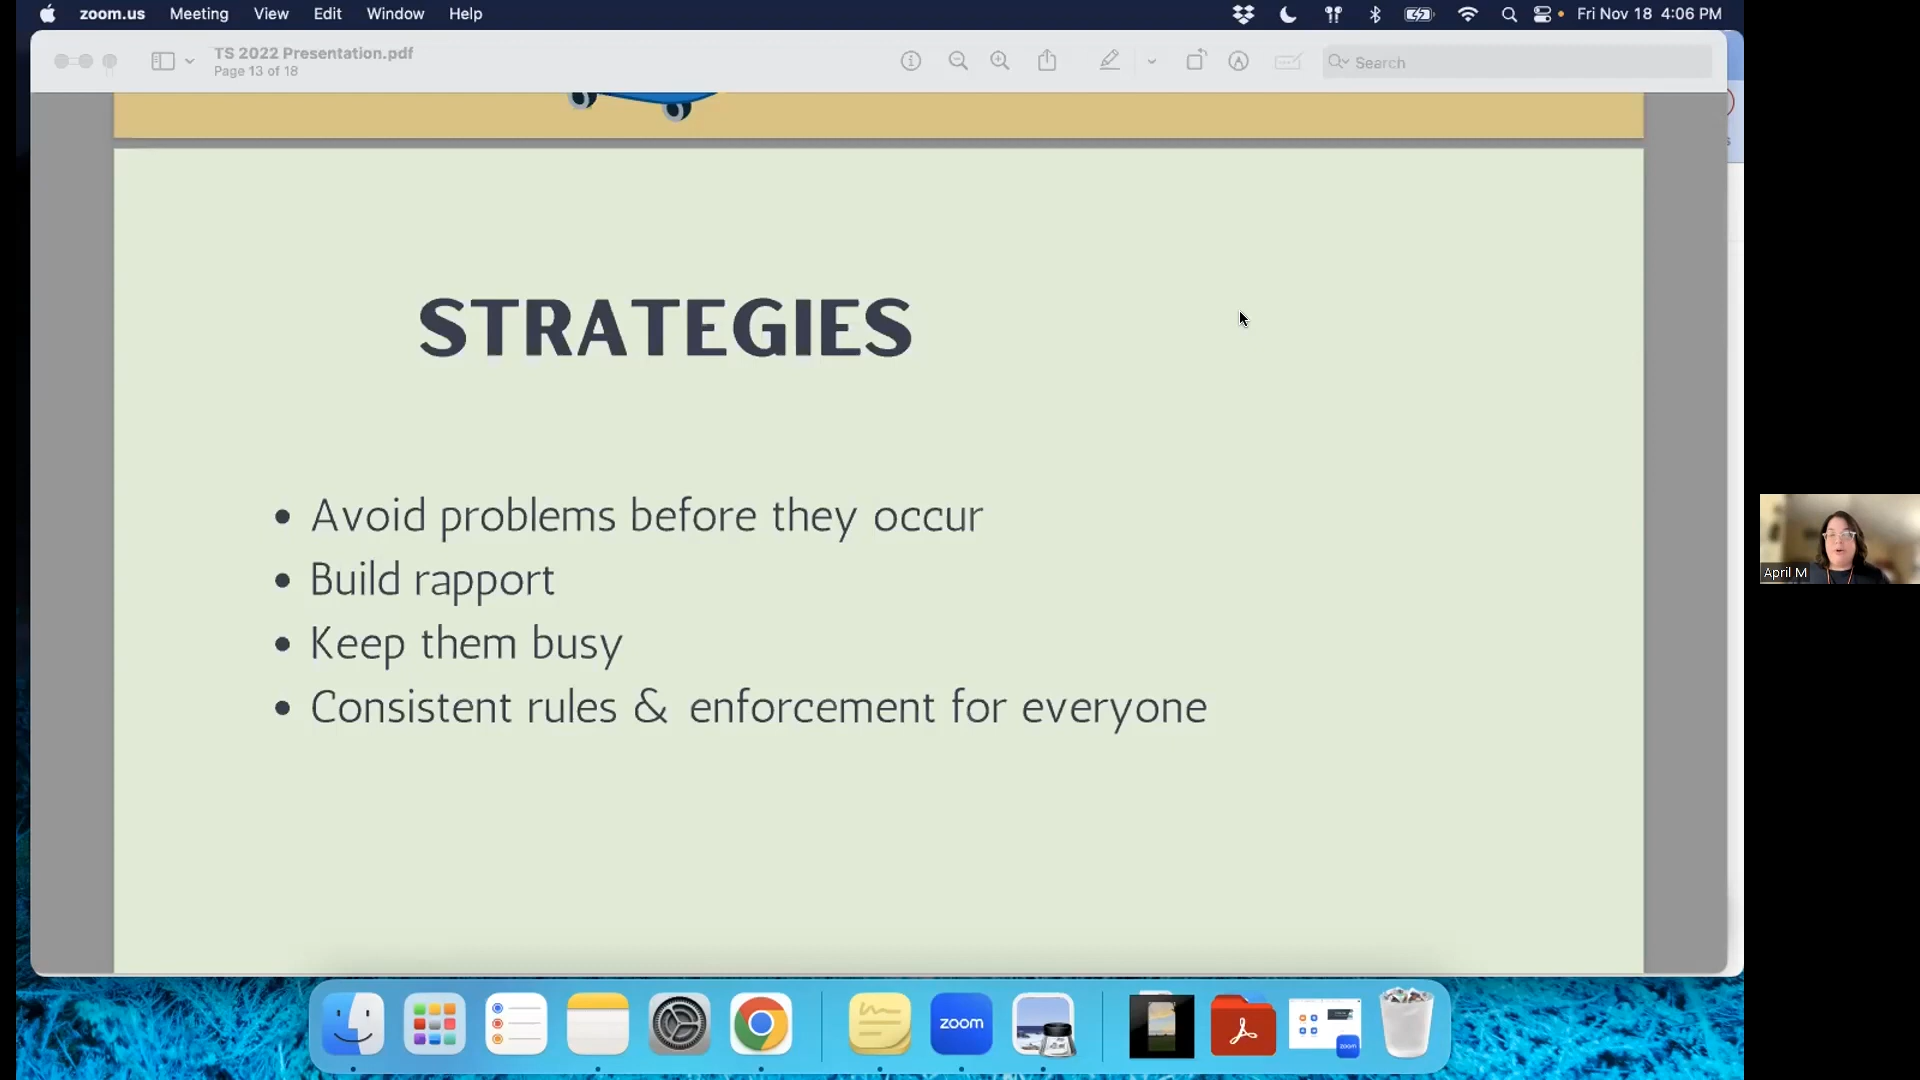 zoom.us Meeting View Edit Window Help Fri Nov 18 4:06 PM
TS 2022 Presentation.pdf
Page 13 of 18
Search
STRATEGIES
• Avoid problems before they occur
• Build rapport
• Keep them busy
• Consistent rules & enforcement for everyone
April M
zoom
zoom